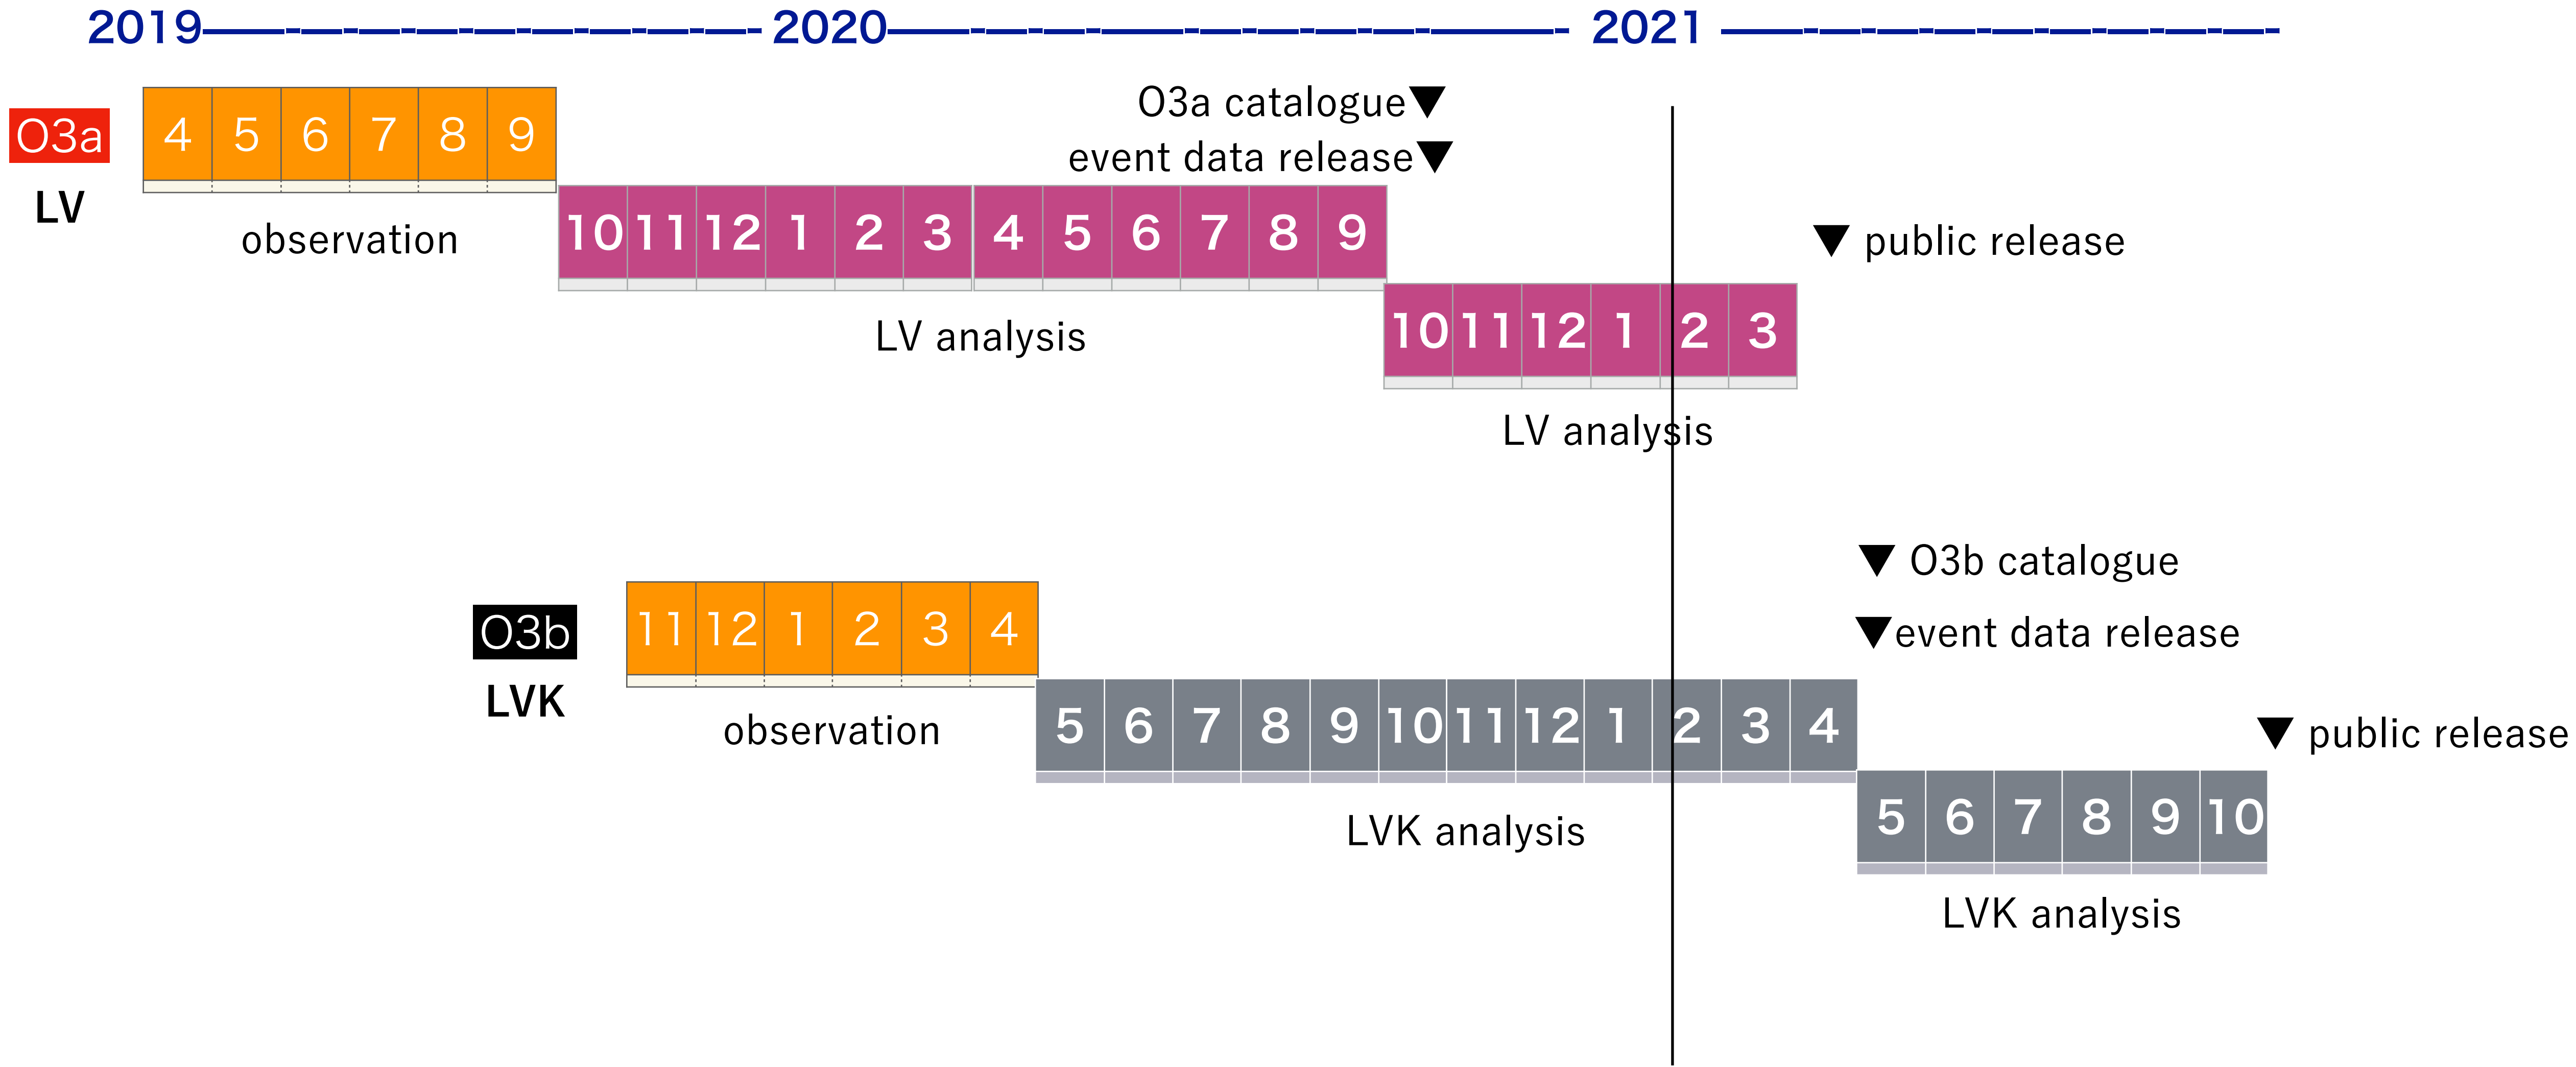 2019 2020 2021
O3a catalogue▼
event data release▼
O3a
LV
4 5 6 7 8 9
observation
10 11 12 1 2 3 4 5 6 7 8 9
LV analysis
▼ public release
10 11 12 1 2 3
LV analysis
▼ O3b catalogue
▼event data release
O3b
LVK
11 12 1 2 3 4
observation
5 6 7 8 9 10 11 12 1 2 3 4
LVK analysis
▼ public release
5 6 7 8 9 10
LVK analysis